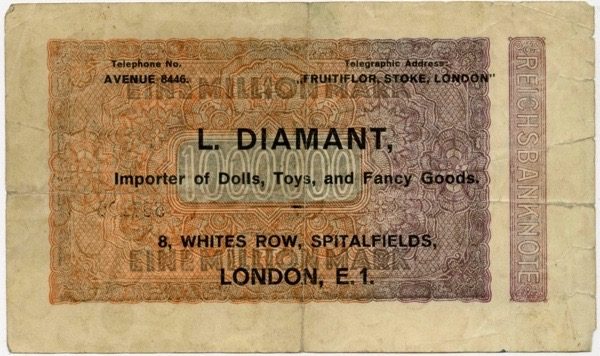 Telephone No.
AVENUE 8446.
Telegraphic Address:
„FRUITIFLOR, STOKE, LONDON"
EINE MILLION MARK
L. DIAMANT,
1000000
Importer of Dolls, Toys, and Fancy Goods.
8, WHITES ROW, SPITALFIELDS,
EINE MILLION MARK
LONDON, E.1.
REICHSBANKNOTE